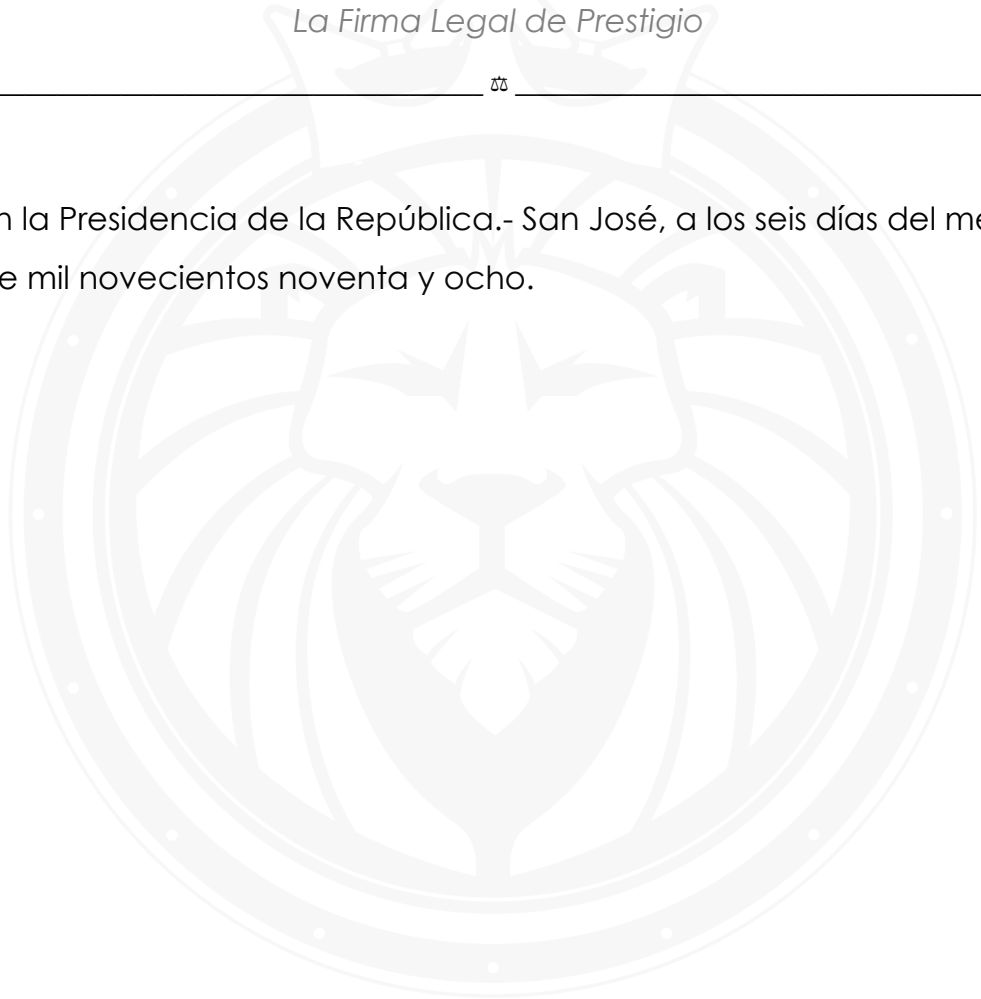 La Firma Legal de Prestigio
la Presidencia de la República.- San José, a los seis días del
mil novecientos noventa y ocho.